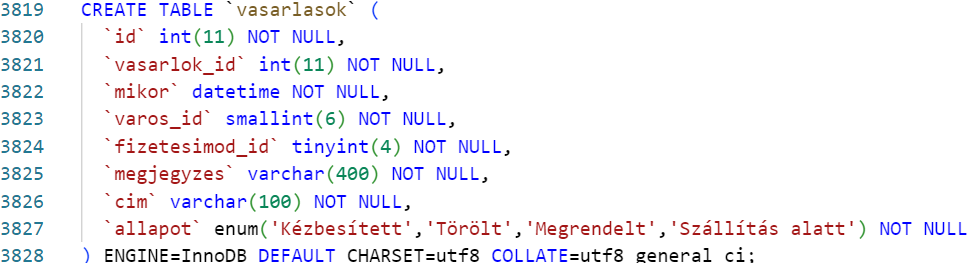 3819 CREATE TABLE `vasarlasok` (
3820 `id` int(11) NOT NULL,
3821 `vasarlok_id` int(11) NOT NULL,
3822 `mikor` datetime NOT NULL,
3823 `varos_id` smallint(6) NOT NULL,
3824 `fizetesimod_id` tinyint(4) NOT NULL,
3825 `megjegyzes` varchar(400) NOT NULL,
3826 `cim` varchar(100) NOT NULL,
3827 `allapot` enum('Kézbesített','Törölt','Megrendelt','Szállítás alatt') NOT NULL
3828 ) ENGINE=InnoDB DEFAULT CHARSET=utf8 COLLATE=utf8_general_ci;